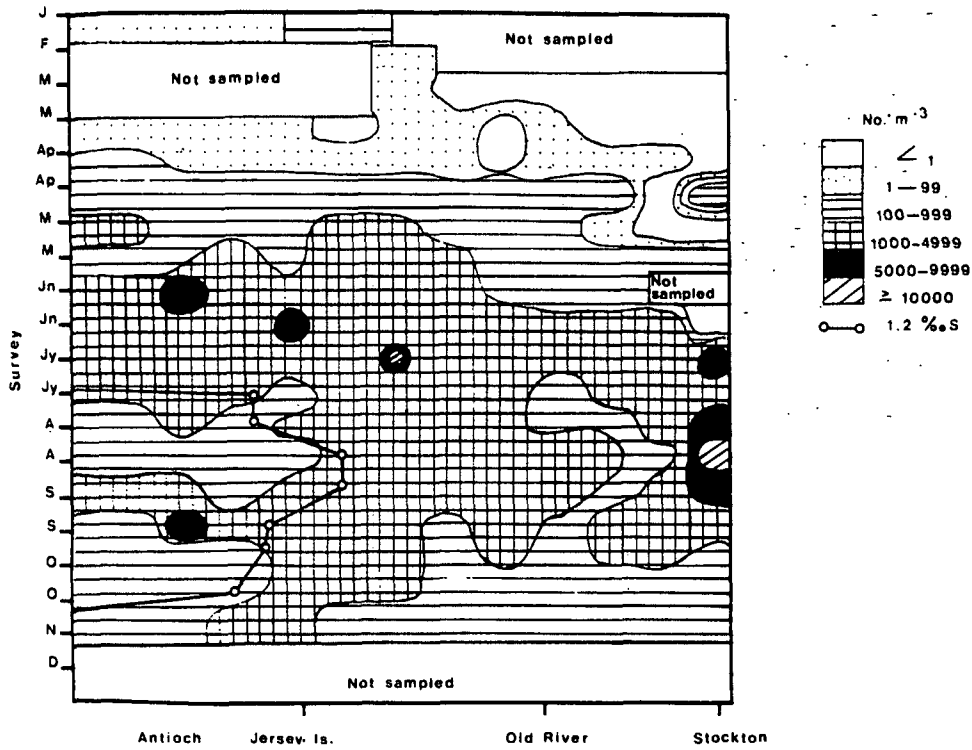 J
F
M
M
Ap
Ap
M
M
Jn
Jn
Jy
Jy
A
A
S
S
O
O
N
D
Survey
Not sampled
Not sampled
Not sampled
Not sampled
Antioch
Jersey Is.
Old River
Stockton
No. m⁻³
< 1
1–99
100–999
1000–4999
5000–9999
≥ 10000
1.2 ‰S